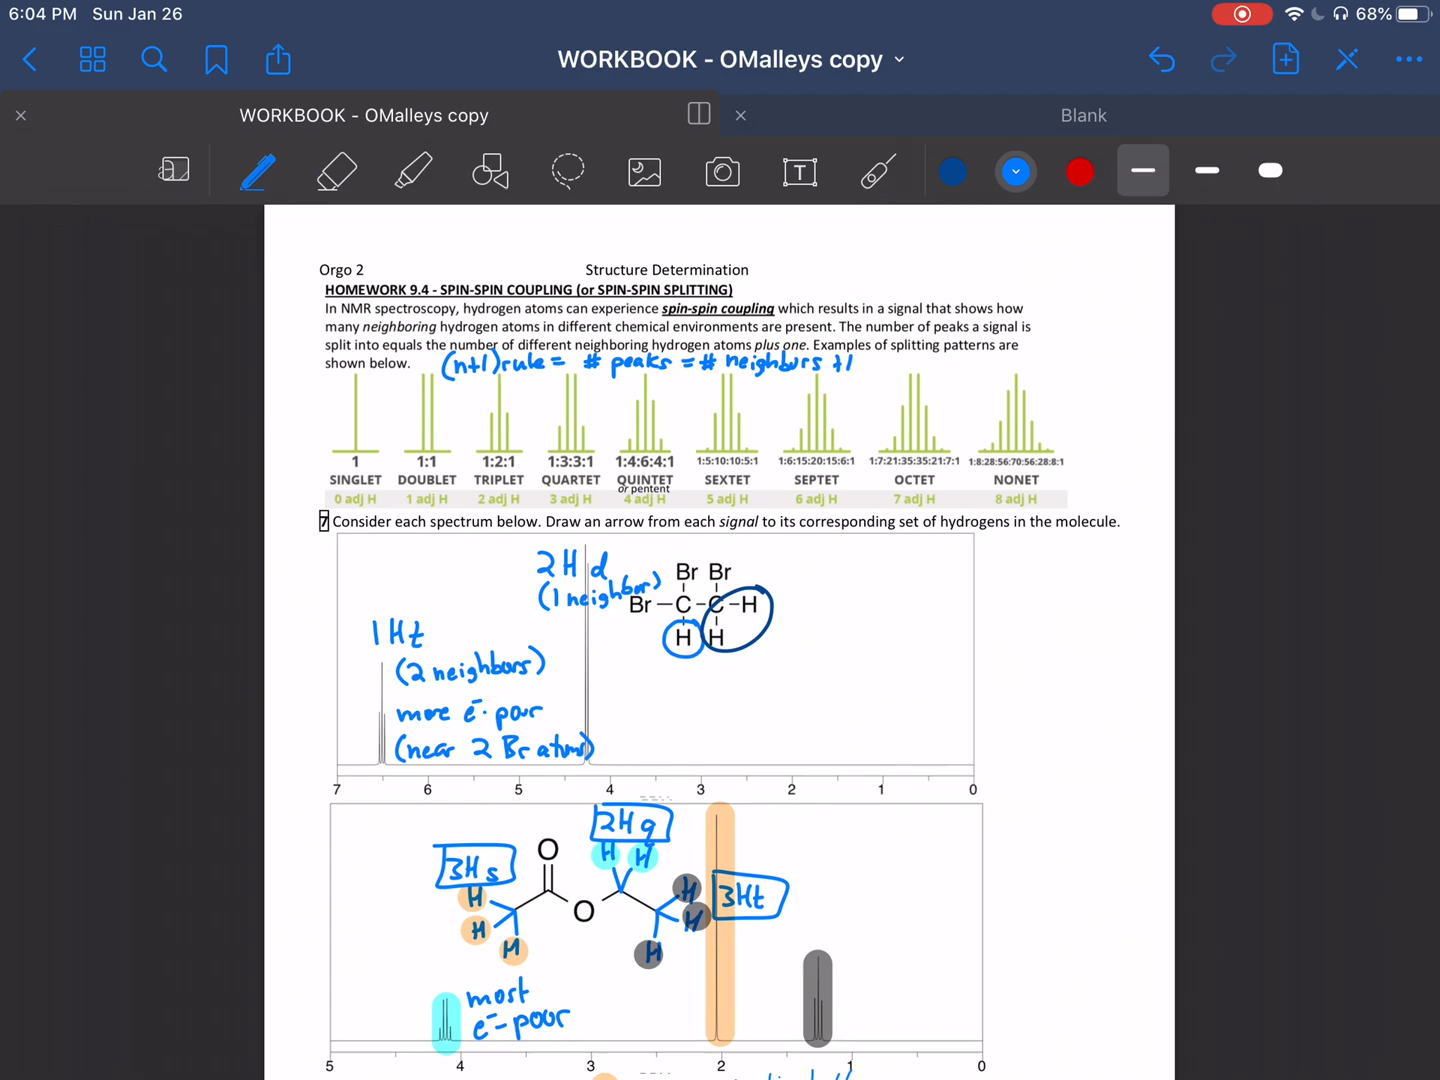 6:04 PM Sun Jan 26
68%
WORKBOOK - OMalleys copy
WORKBOOK - OMalleys copy
Blank
T
Orgo 2
Structure Determination
HOMEWORK 9.4 - SPIN-SPIN COUPLING (or SPIN-SPIN SPLITTING)
In NMR spectroscopy, hydrogen atoms can experience spin-spin coupling which results in a signal that shows how
many neighboring hydrogen atoms in different chemical environments are present. The number of peaks a signal is
split into equals the number of different neighboring hydrogen atoms plus one. Examples of splitting patterns are
shown below.
(n+1) rule = # peaks = # neighbors +1
1 1:1 1:2:1 1:3:3:1 1:4:6:4:1 1:5:10:10:5:1 1:6:15:20:15:6:1 1:7:21:35:35:21:7:1 1:8:28:56:70:56:28:8:1
SINGLET DOUBLET TRIPLET QUARTET QUINTET SEXTET SEPTET OCTET NONET
or pentent
0 adj H 1 adj H 2 adj H 3 adj H 4 adj H 5 adj H 6 adj H 7 adj H 8 adj H
7 Consider each spectrum below. Draw an arrow from each signal to its corresponding set of hydrogens in the molecule.
2H d
(1 neighbor)
Br Br
Br C C H
H H
1Ht
(2 neighbors)
more e⁻-poor
(near 2 Br atoms)
7 6 5 4 3 2 1 0
2H q
3H s
O
H H
H
H
H
O
H
H
H
3Ht
most
e⁻-poor
5 4 3 2 1 0